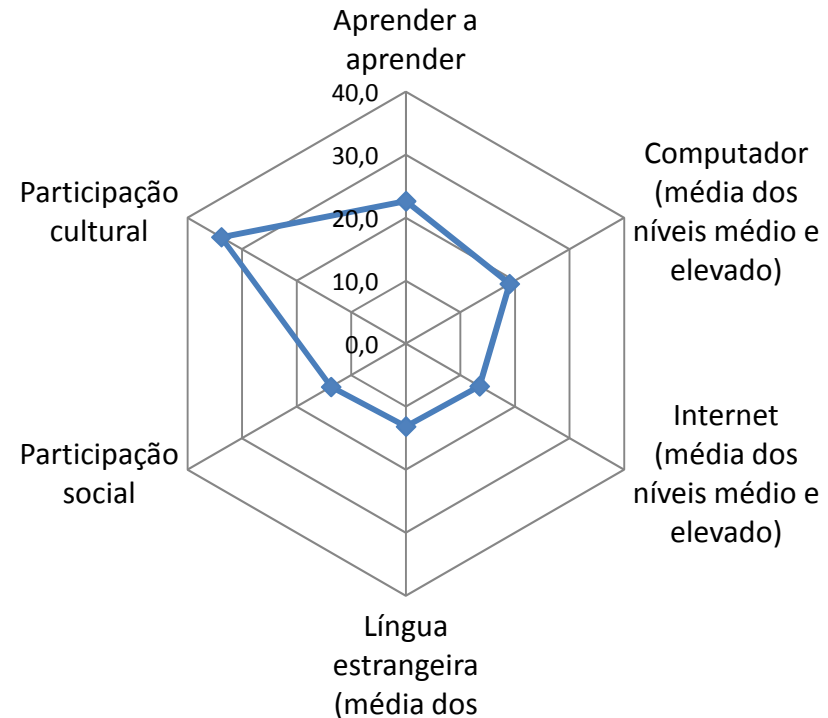 Aprender a
aprender
40,0
30,0
20,0
10,0
0,0
Computador
(média dos
níveis médio e
elevado)
Internet
(média dos
níveis médio e
elevado)
Língua
estrangeira
(média dos
Participação
social
Participação
cultural